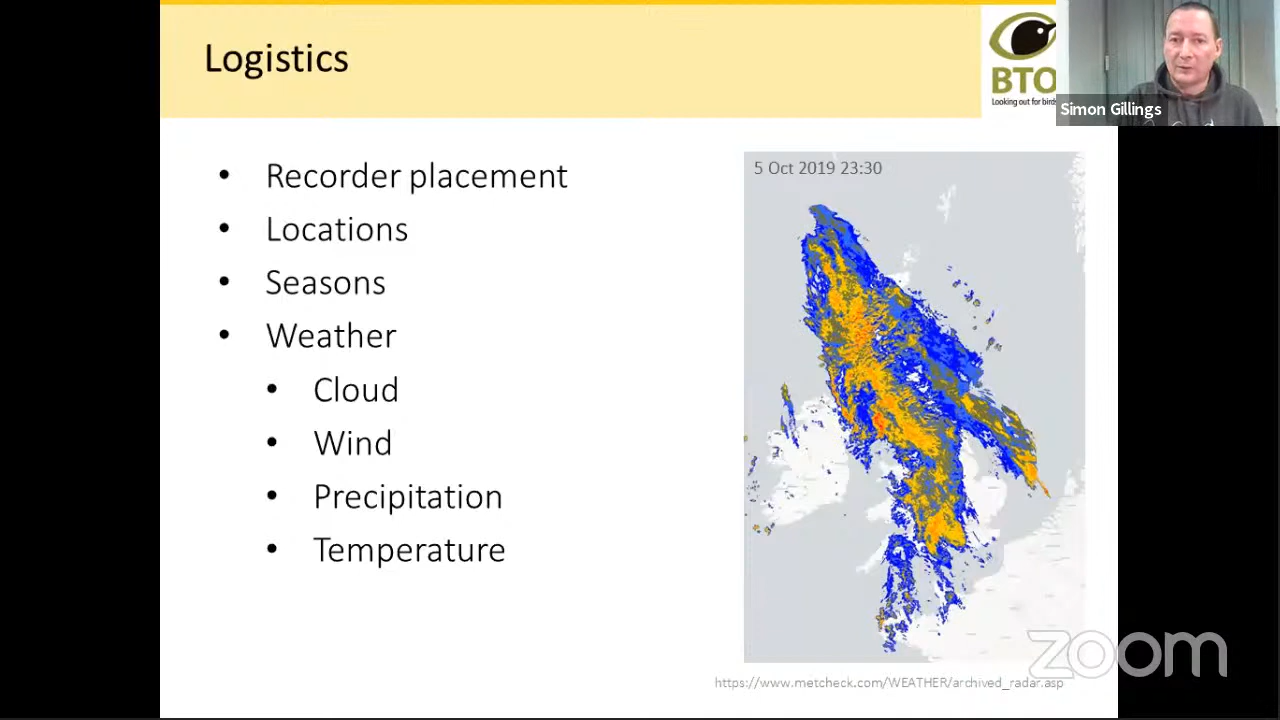 Logistics
BTO
Looking out for birds
Simon Gillings
• Recorder placement
• Locations
• Seasons
• Weather
• Cloud
• Wind
• Precipitation
• Temperature
5 Oct 2019 23:30
zoom
https://www.metcheck.com/WEATHER/archived_radar.asp